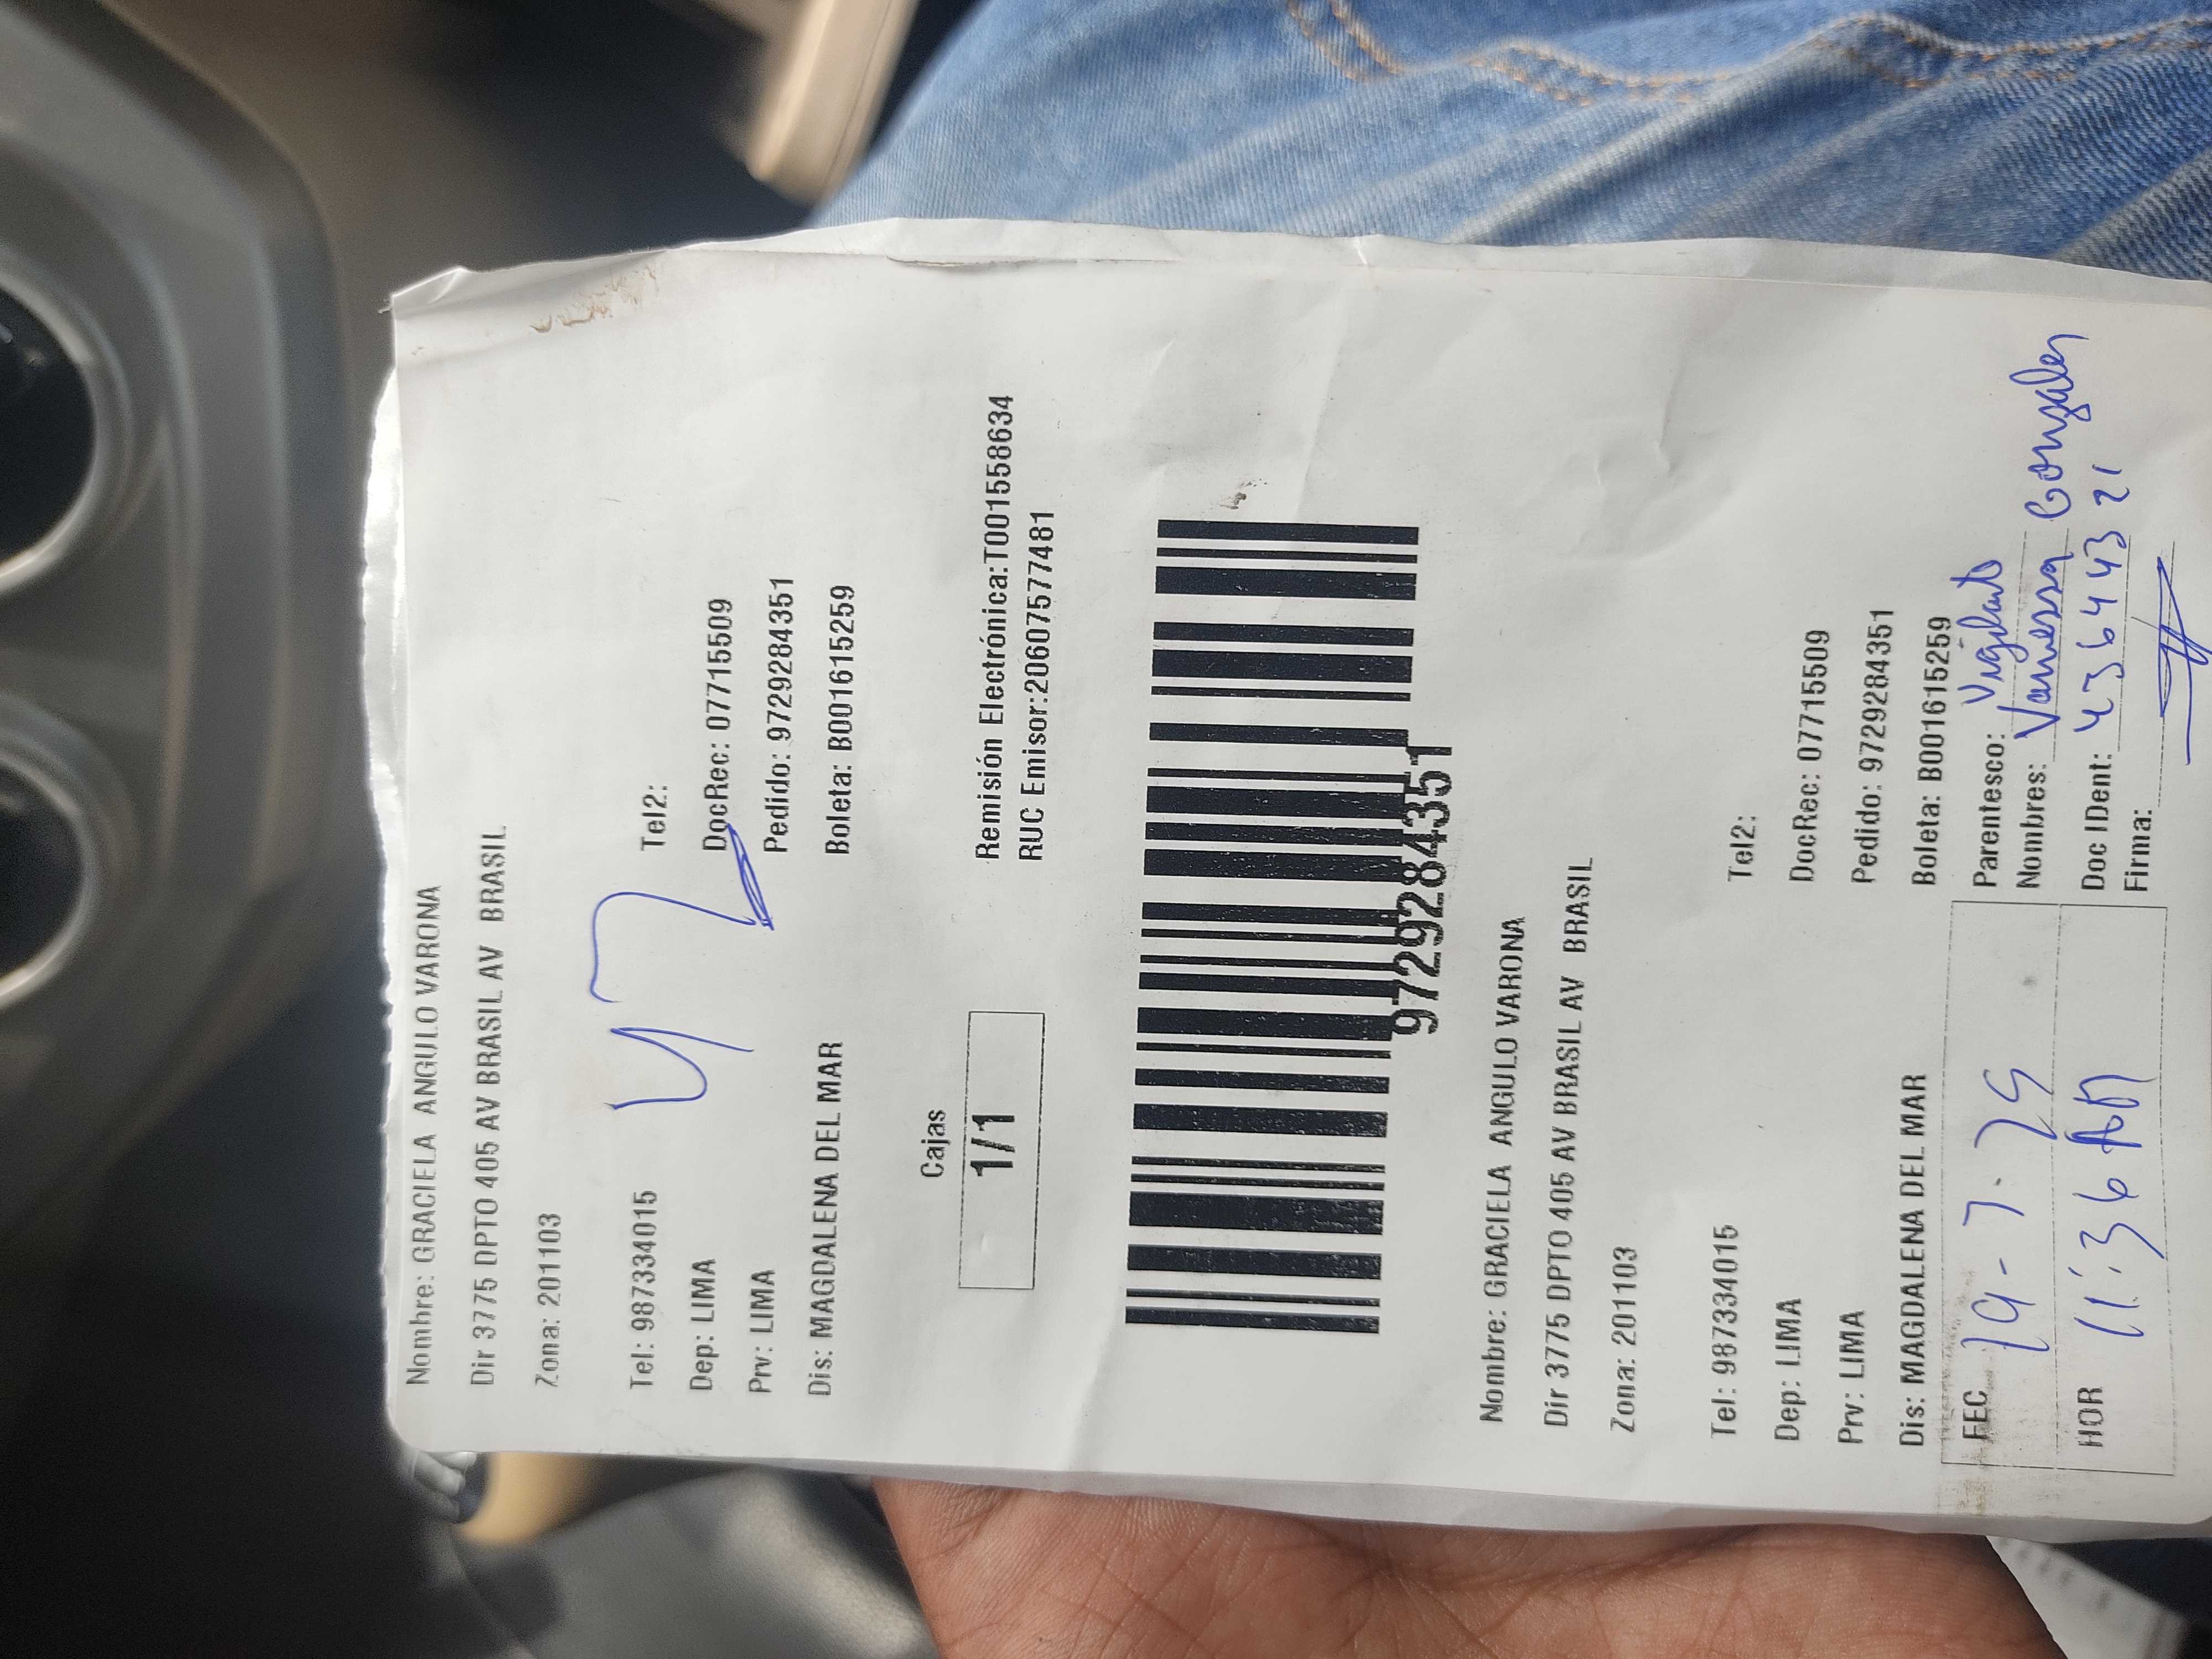 Nombre: GRACIELA ANGULO VARONA
Dir 3775 DPTO 405 AV BRASIL AV BRASIL
Zona: 201103
Tel: 987334015 Tel2:
Dep: LIMA DocRec: 07715509
Prv: LIMA Pedido: 9729284351
Dis: MAGDALENA DEL MAR Boleta: B001615259
Cajas
1/1
Remisión Electrónica:T001558634
RUC Emisor:20607577481
9729284351
Nombre: GRACIELA ANGULO VARONA
Dir 3775 DPTO 405 AV BRASIL AV BRASIL
Zona: 201103
Tel: 987334015 Tel2:
Dep: LIMA DocRec: 07715509
Prv: LIMA Pedido: 9729284351
Dis: MAGDALENA DEL MAR Boleta: B001615259
FEC 19-7.25
HOR 11:36 AM
Parentesco: Vigilante
Nombres: Vanessa Gonzales
Doc IDent: 43644321
Firma: